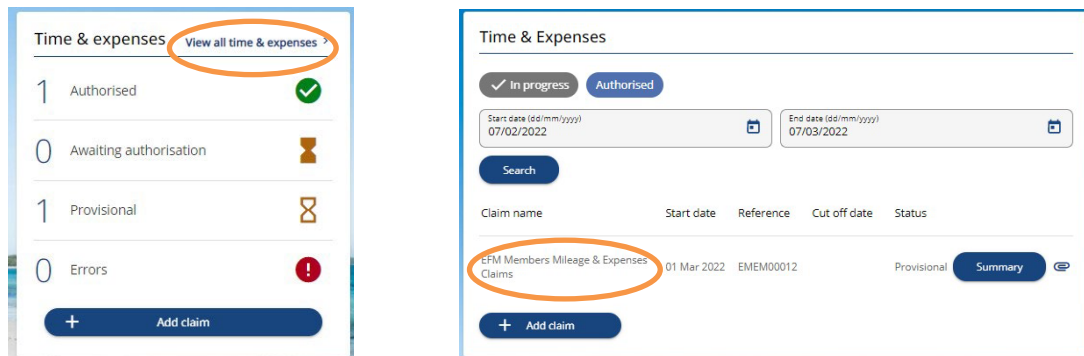 Time & expenses View all time & expenses >
1 Authorised
0 Awaiting authorisation
1 Provisional
0 Errors
+ Add claim
Time & Expenses
In progress Authorised
Start date (dd/mm/yyyy) End date (dd/mm/yyyy)
07/02/2022 07/03/2022
Search
Claim name Start date Reference Cut off date Status
EFM Members Mileage & Expenses
Claims 01 Mar 2022 EMEM00012 Provisional Summary
+ Add claim